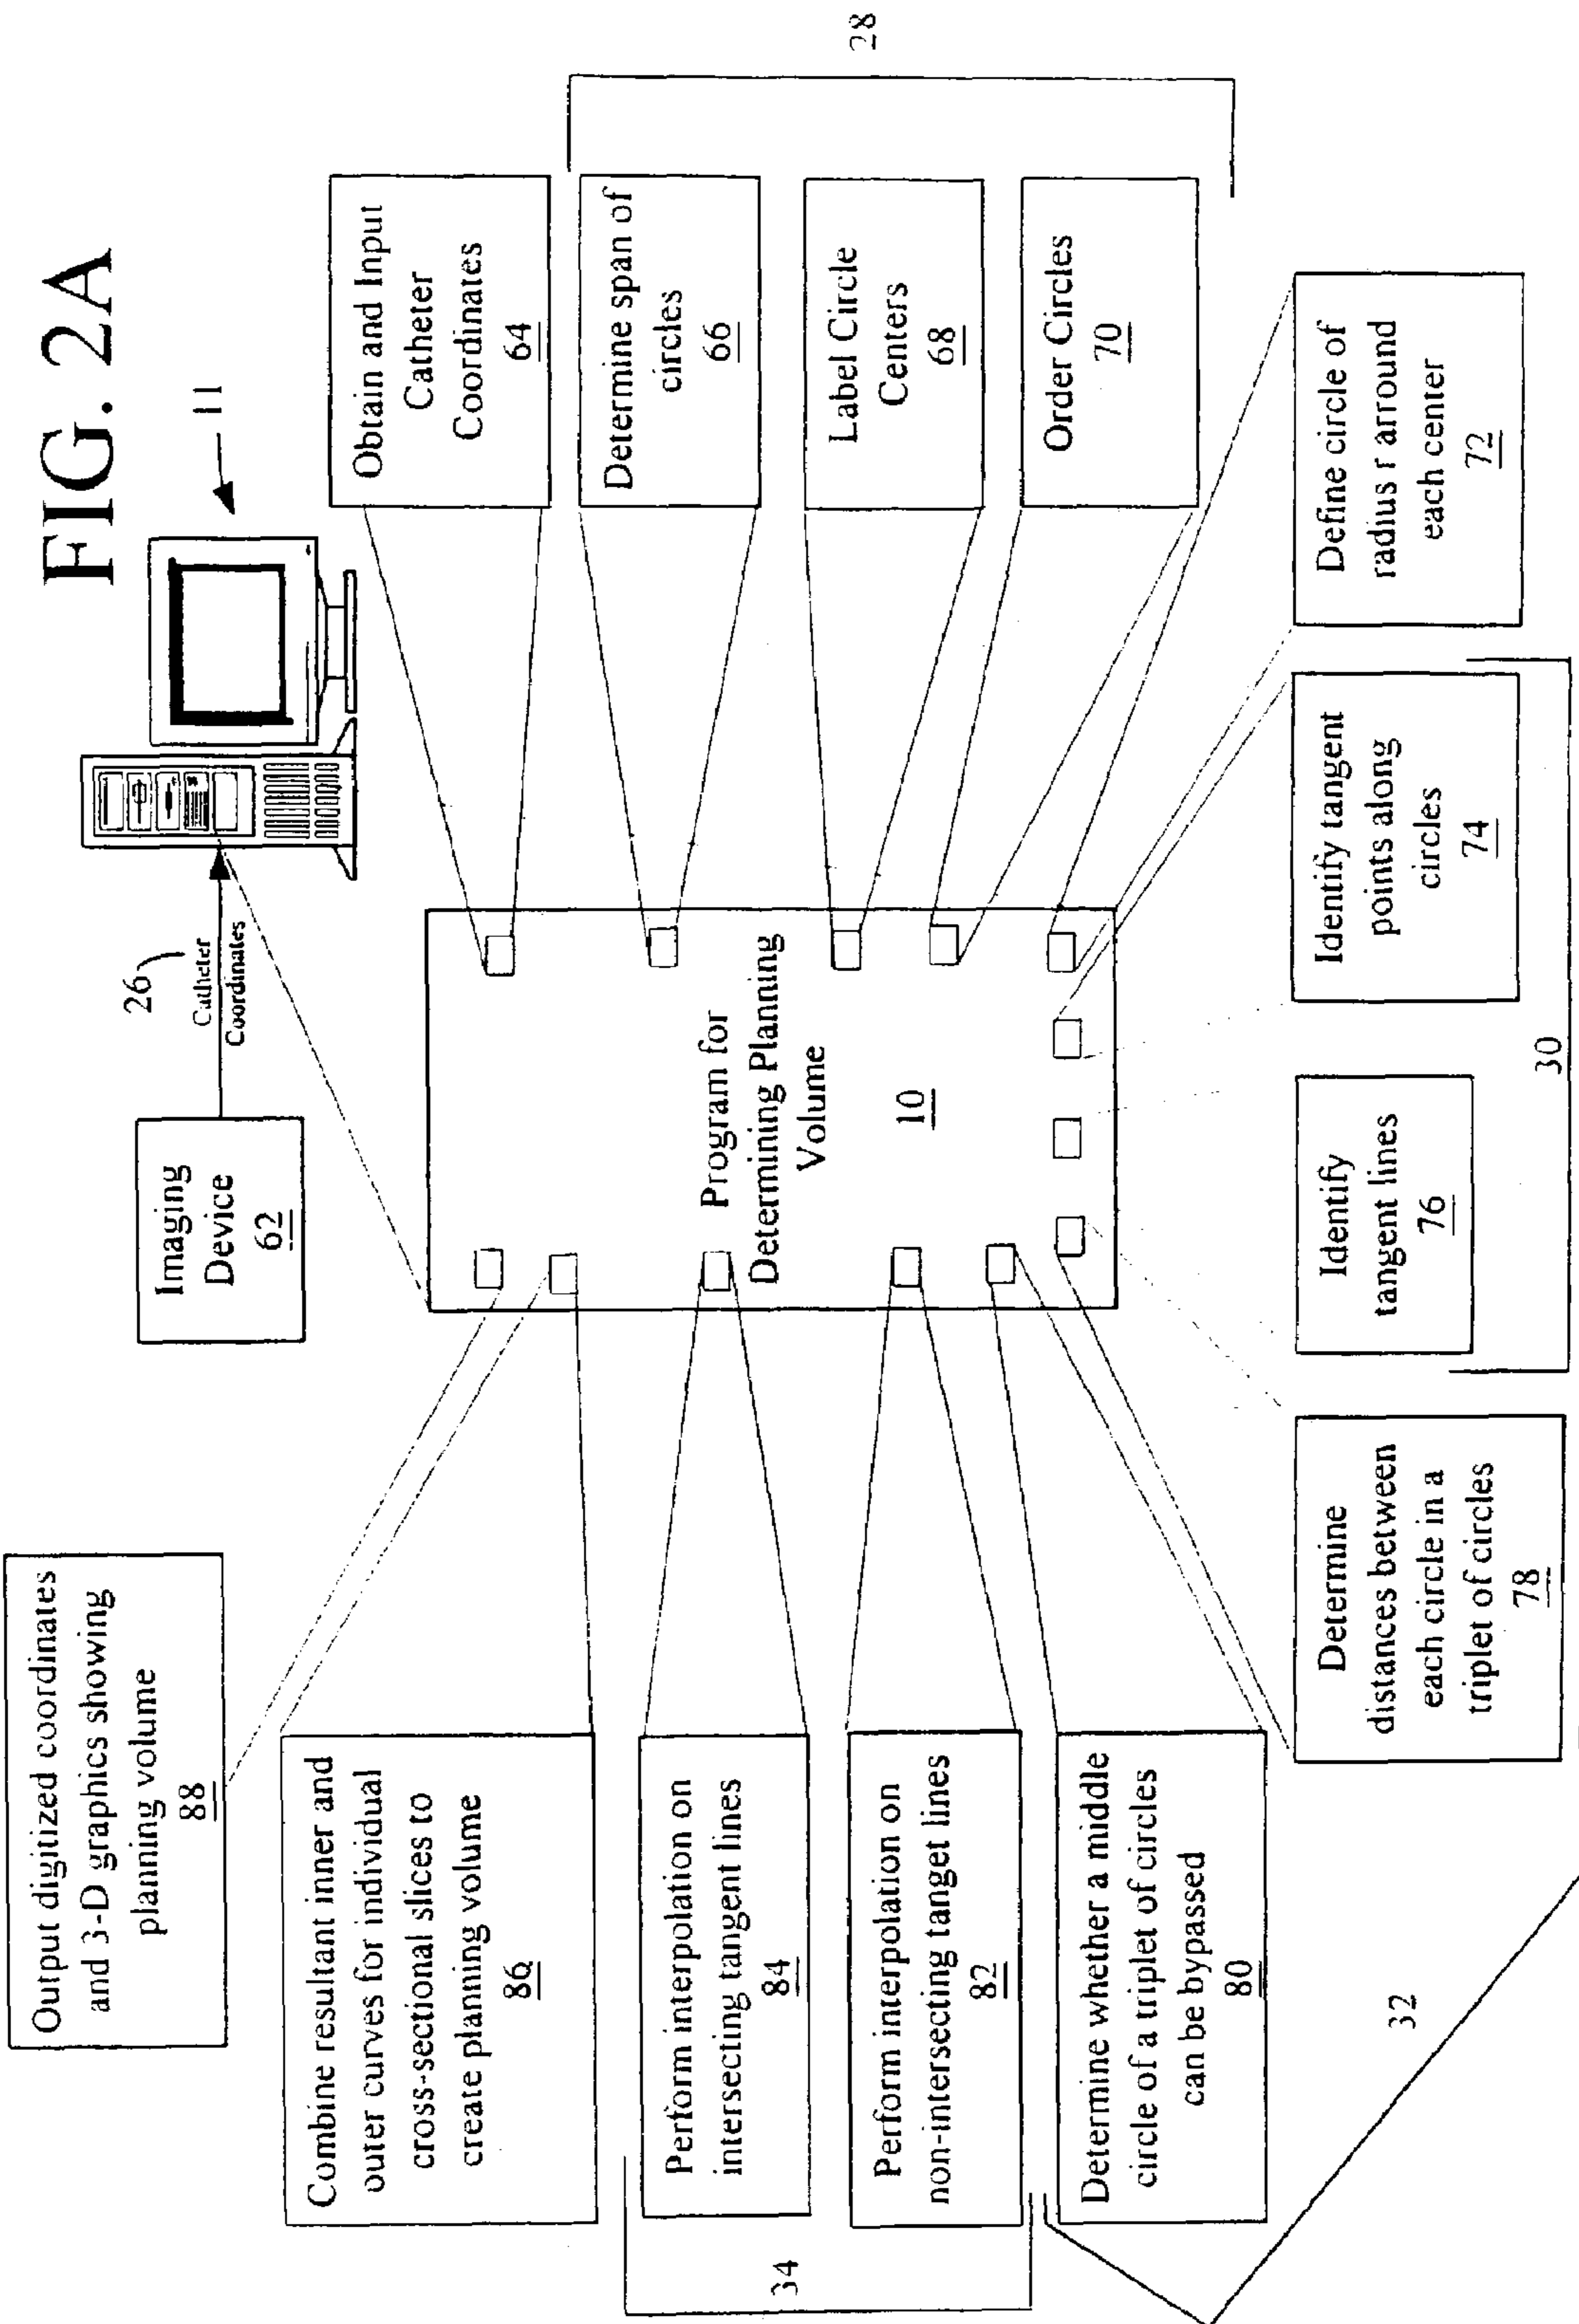 FIG. 2A
11
26
Catheter
Coordinates
Imaging
Device
62
Program for
Determining Planning
Volume
10
Obtain and Input
Catheter
Coordinates
64
Determine span of
circles
66
Label Circle
Centers
68
Order Circles
70
28
Define circle of
radius r arround
each center
72
Identify tangent
points along
circles
74
Identify
tangent lines
76
30
Determine
distances between
each circle in a
triplet of circles
78
Determine whether a middle
circle of a triplet of circles
can be bypassed
80
32
Perform interpolation on
non-intersecting tanget lines
82
Perform interpolation on
intersecting tangent lines
84
34
Combine resultant inner and
outer curves for individual
cross-sectional slices to
create planning volume
86
Output digitized coordinates
and 3-D graphics showing
planning volume
88